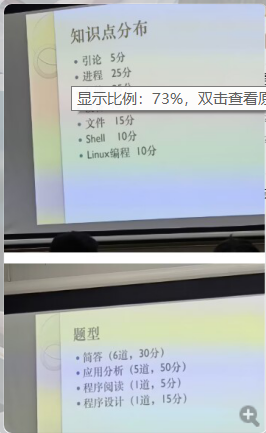 知识点分布
• 引论 5分
• 进程 25分
显示比例：73%，双击查看原
• 文件 15分
• Shell 10分
• Linux编程 10分
题型
• 简答（6道，30分）
• 应用分析（5道，50分）
• 程序阅读（1道，5分）
• 程序设计（1道，15分）